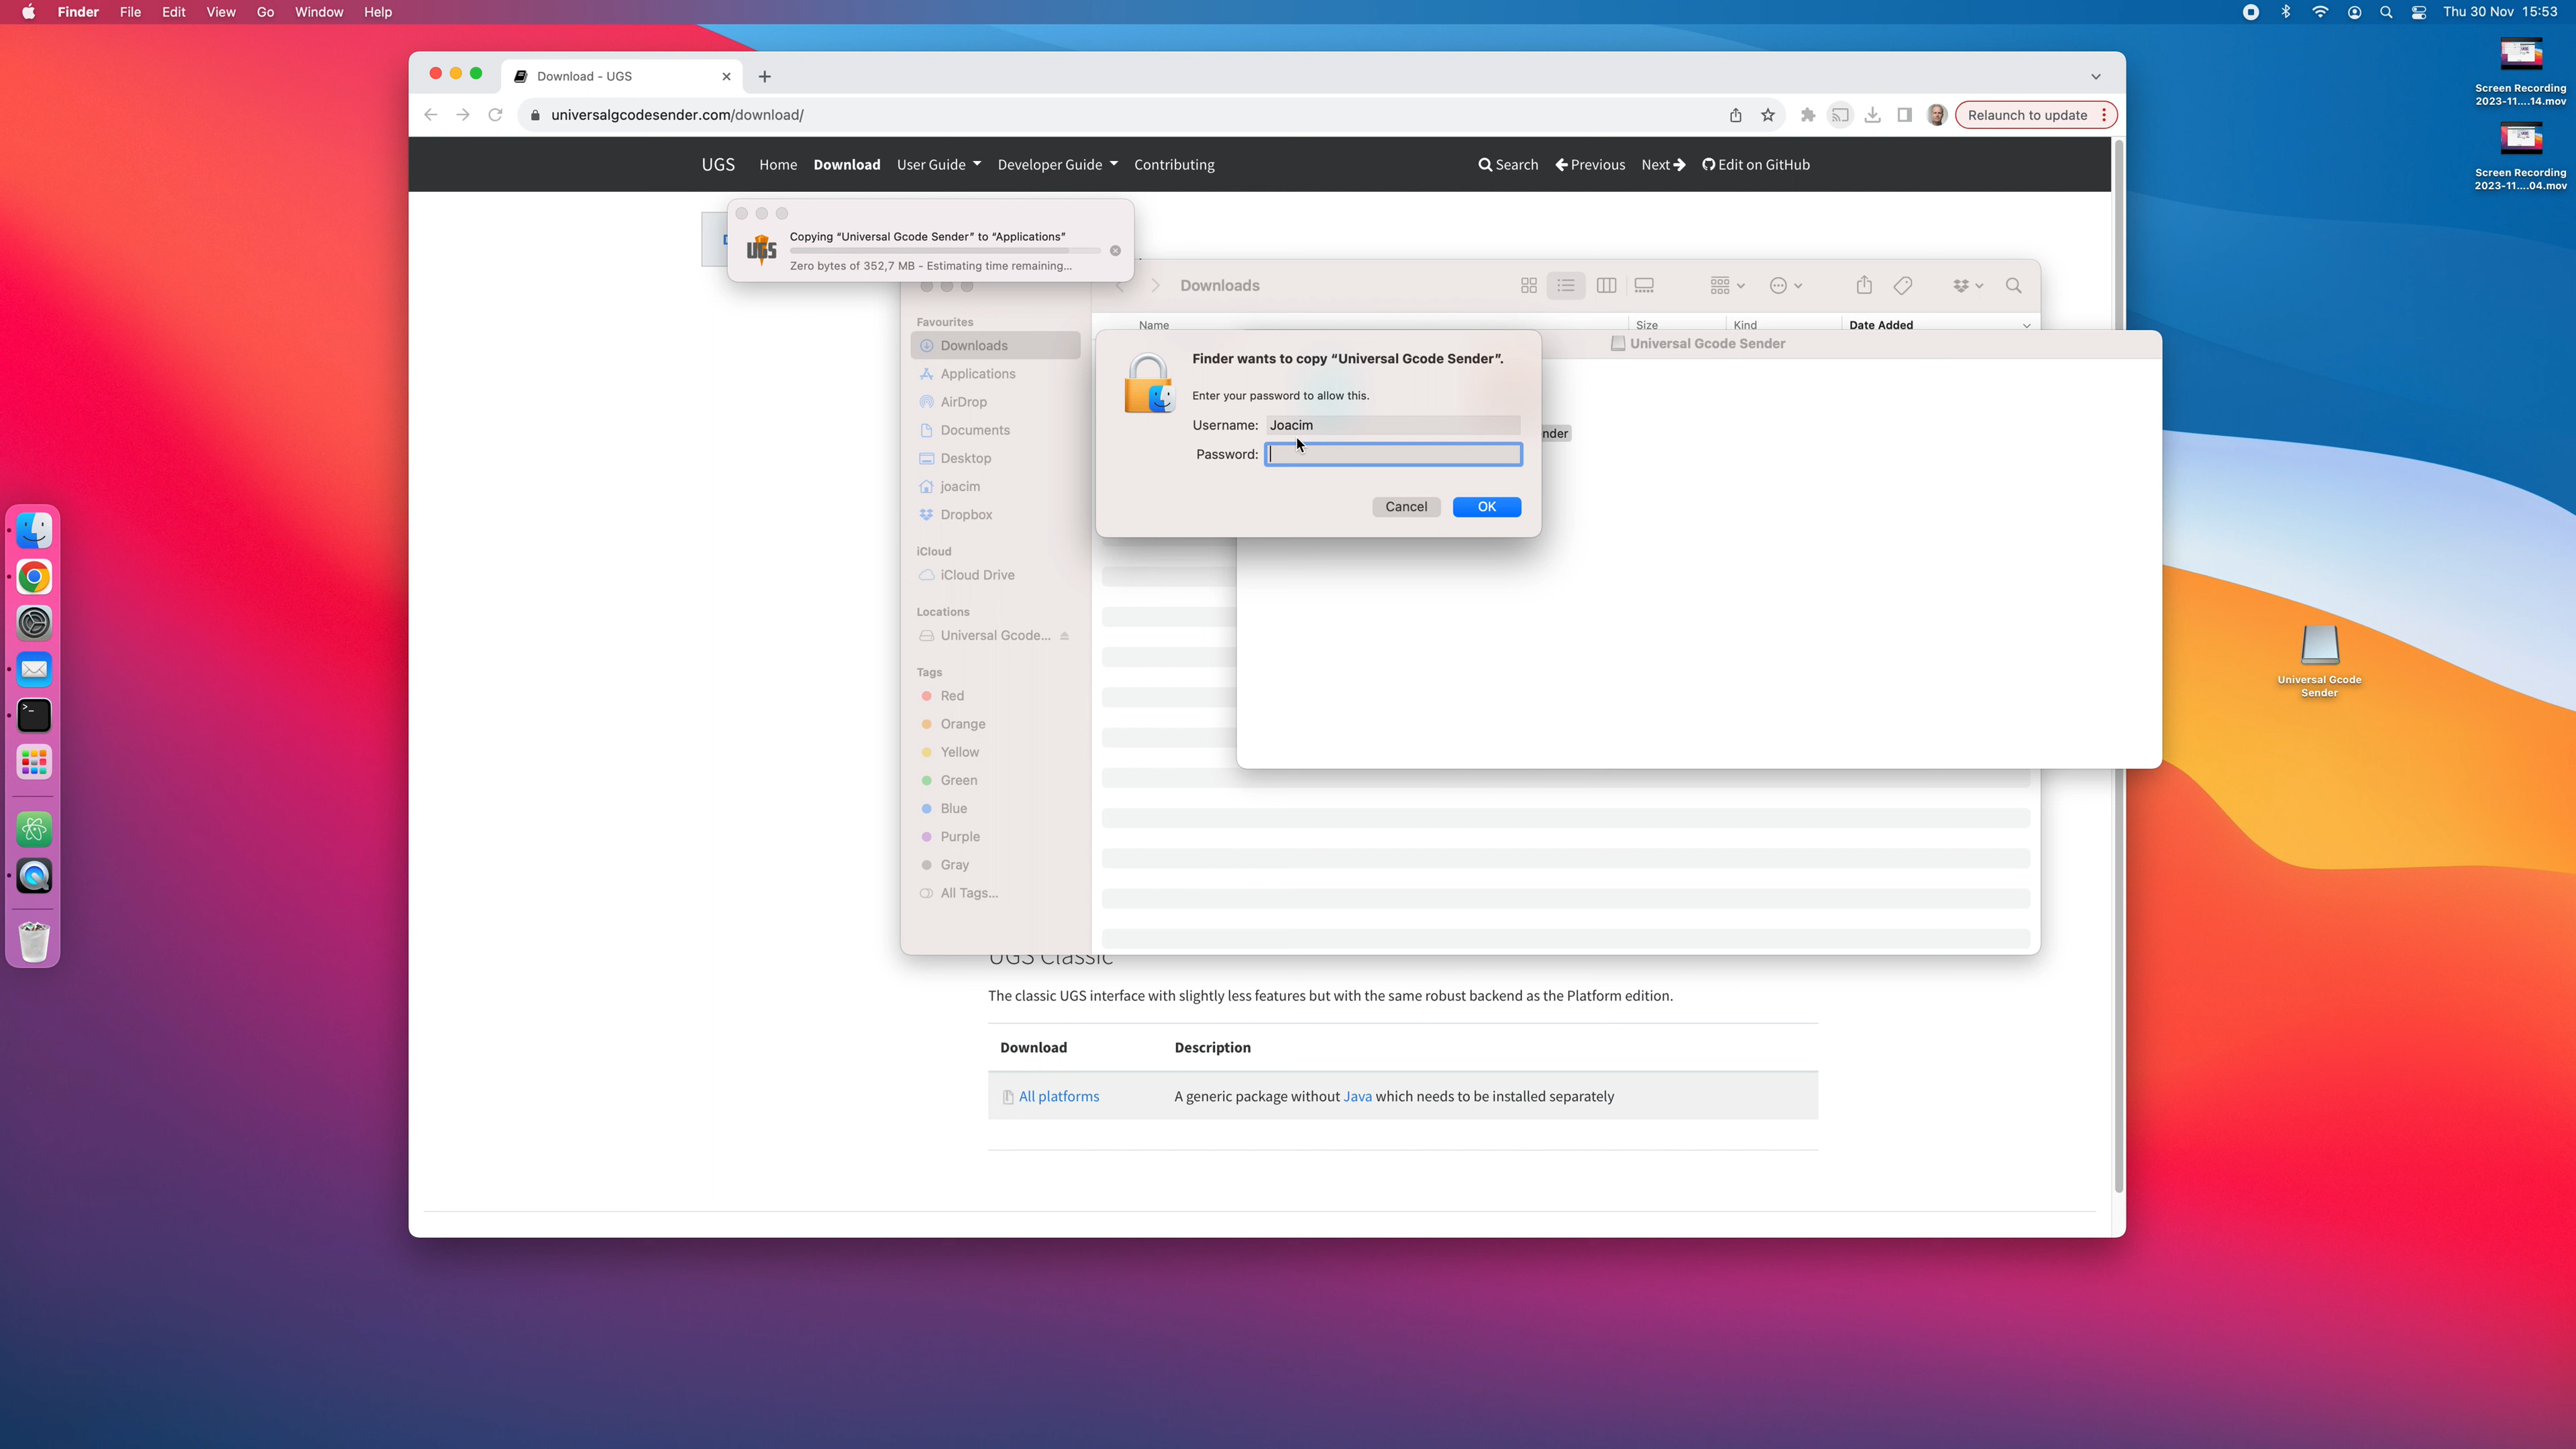 Finder File Edit View Go Window Help
Thu 30 Nov 15:53
Screen Recording
2023-11....14.mov
Screen Recording
2023-11....04.mov
Download - UGS
universalgcodesender.com/download/
Relaunch to update
UGS Home Download User Guide Developer Guide Contributing Search Previous Next Edit on GitHub
Copying “Universal Gcode Sender” to “Applications”
UGS
Zero bytes of 352,7 MB - Estimating time remaining...
Downloads
Name Size Kind Date Added
Favourites
Downloads
Applications
AirDrop
Documents
Desktop
joacim
Dropbox
iCloud
iCloud Drive
Locations
Universal Gcode...
Tags
Red
Orange
Yellow
Green
Blue
Purple
Gray
All Tags...
Universal Gcode Sender
nder
Finder wants to copy “Universal Gcode Sender”.
Enter your password to allow this.
Username: Joacim
Password:
Cancel OK
Universal Gcode
Sender
UGS Classic
The classic UGS interface with slightly less features but with the same robust backend as the Platform edition.
Download Description
All platforms A generic package without Java which needs to be installed separately